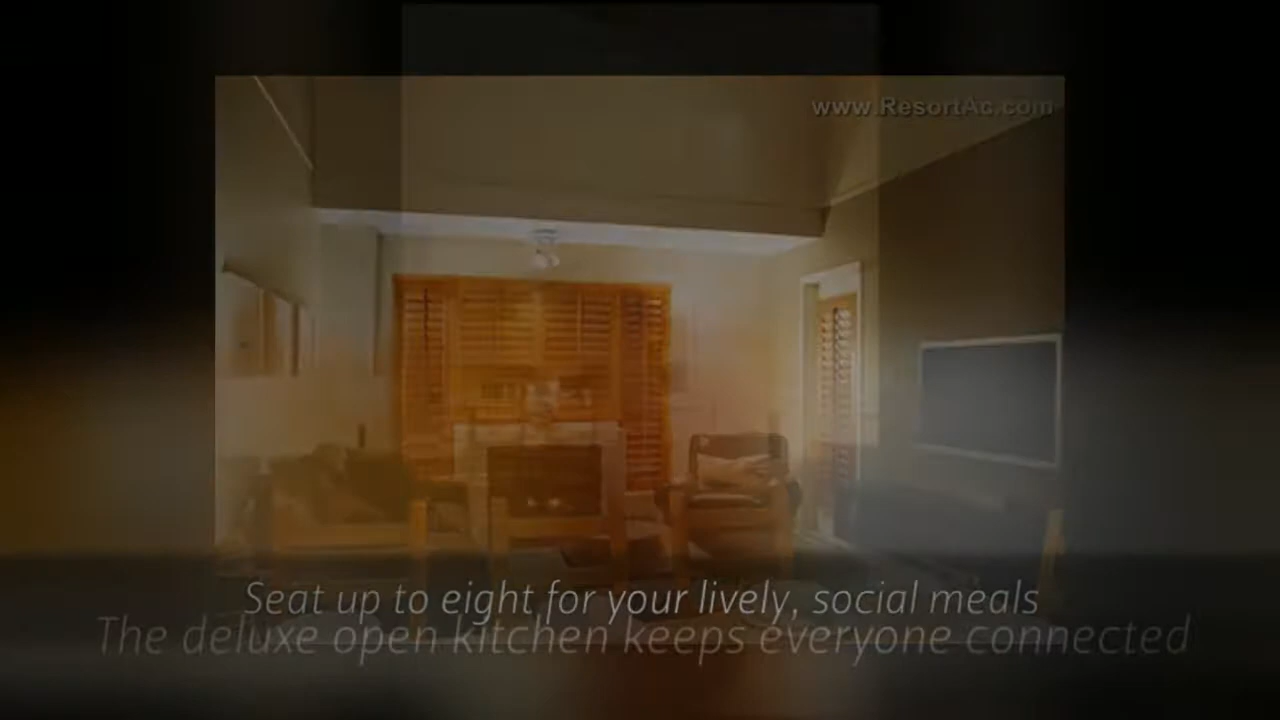 www.ResortAc.com
Seat up to eight for your lively, social meals
The deluxe open kitchen keeps everyone connected